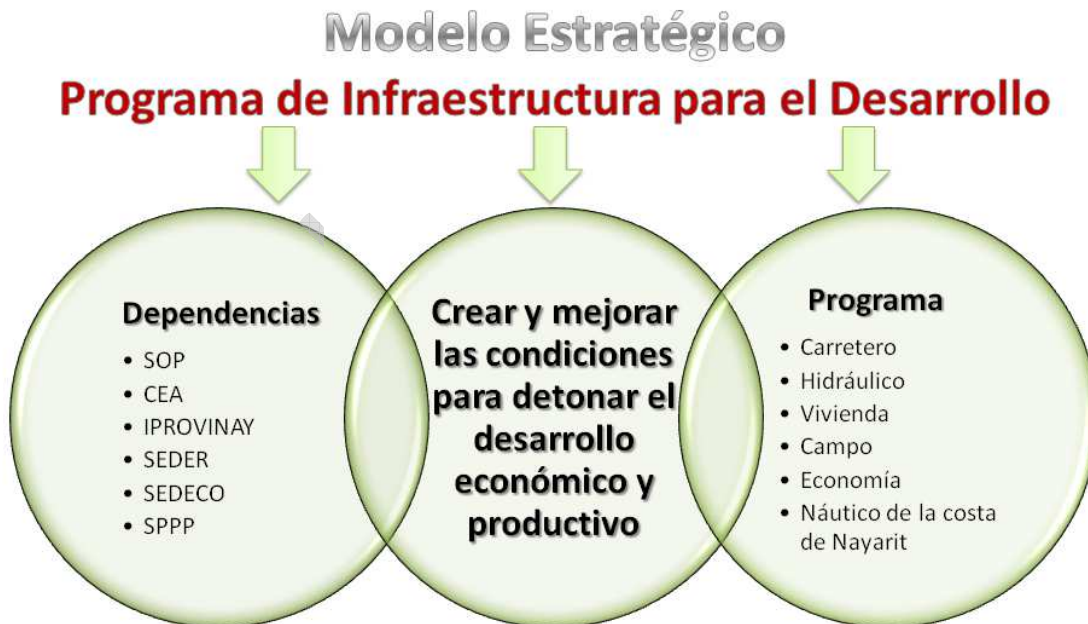 Modelo Estratégico
Programa de Infraestructura para el Desarrollo
Dependencias
• SOP
• CEA
• IPROVINAY
• SEDER
• SEDECO
• SPPP
Crear y mejorar
las condiciones
para detonar el
desarrollo
económico y
productivo
Programa
• Carretero
• Hidráulico
• Vivienda
• Campo
• Economía
• Náutico de la costa
de Nayarit